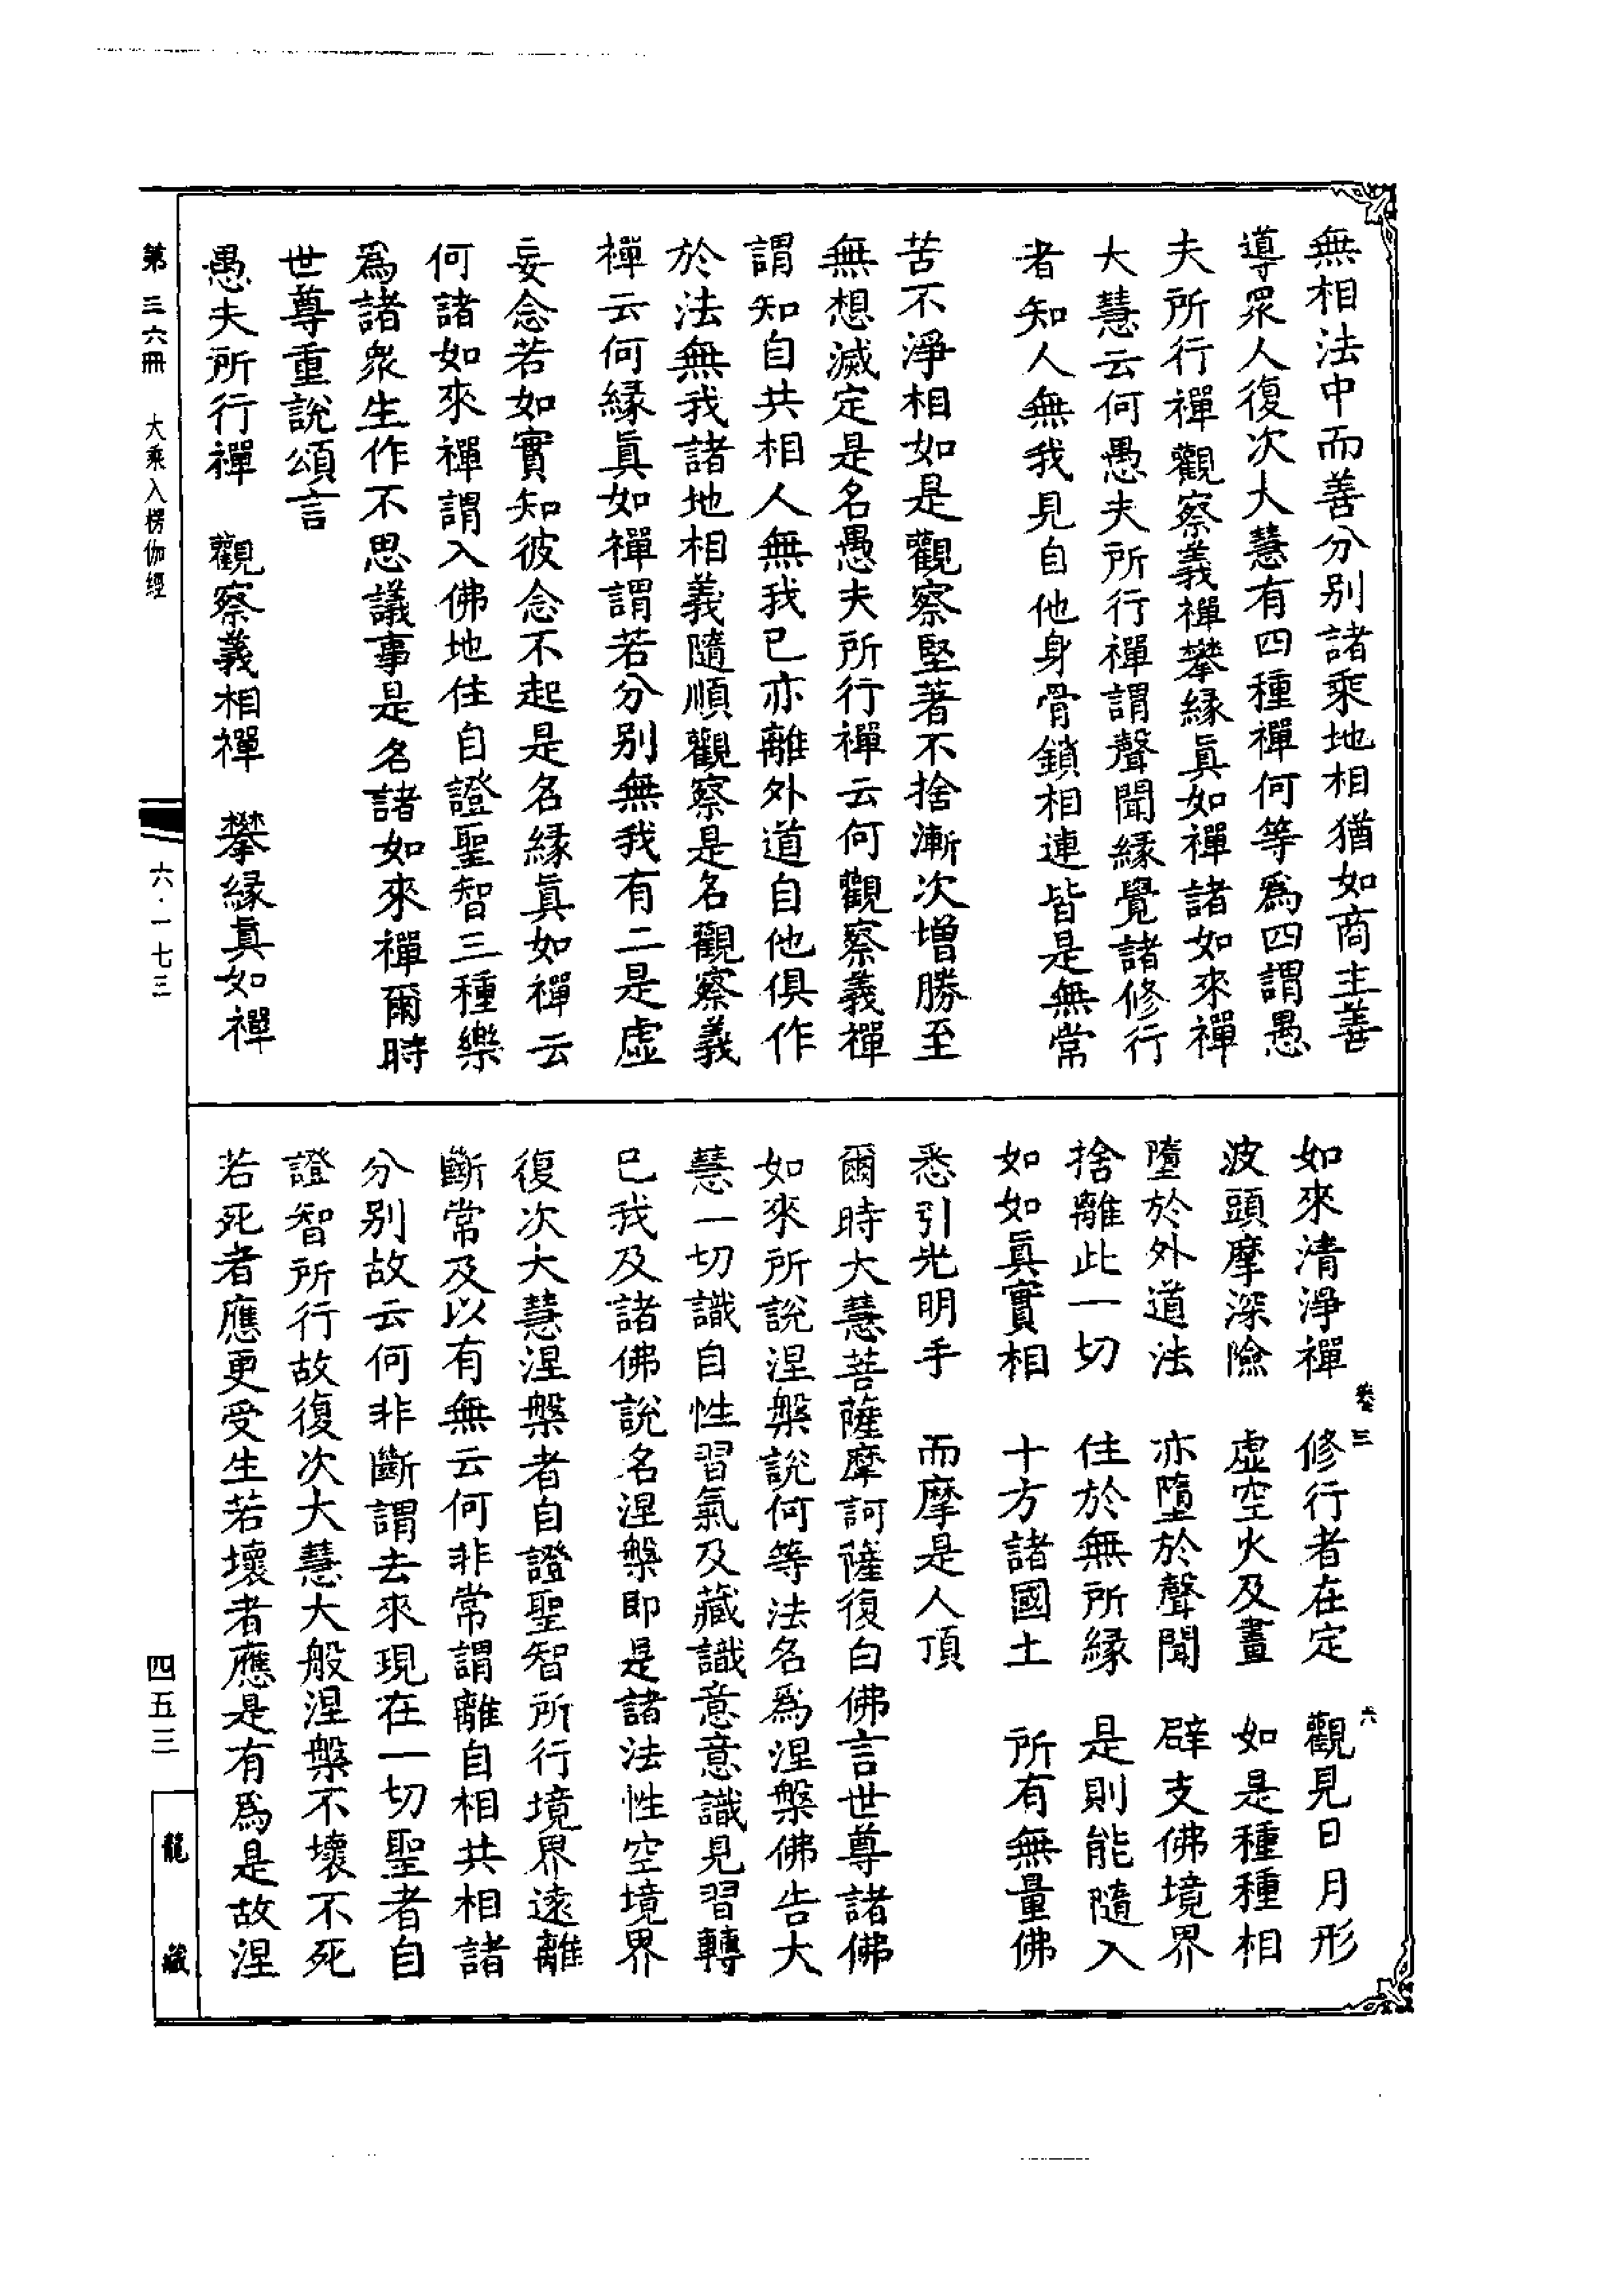 無相法中而善分別諸乘地相猶如商主善
導眾人復次大慧有四種禪何等爲四謂愚
夫所行禪觀察義禪攀緣眞如禪諸如來禪
大慧云何愚夫所行禪謂聲聞緣覺諸修行
者知人無我見自他身骨鎖相連皆是無常
苦不淨相如是觀察堅著不捨漸次增勝至
無想滅定是名愚夫所行禪云何觀察義禪
謂知自共相人無我已亦離外道自他俱作
於法無我諸地相義隨順觀察是名觀察義
禪云何緣眞如禪謂若分別無我有二是虛
妄念若如實知彼念不起是名緣眞如禪云
何諸如來禪謂入佛地住自證聖智三種樂
爲諸衆生作不思議事是名諸如來禪爾時
世尊重說頌言
愚夫所行禪　觀察義相禪　攀緣眞如禪
如來清淨禪　修行者在定　觀見日月形
波頭摩深險　虛空火及晝　如是種種相
墮於外道法　亦墮於聲聞　辟支佛境界
捨離此一切　住於無所緣　是則能隨入
如如眞實相　十方諸國土　所有無量佛
悉引光明手　而摩是人頂
爾時大慧菩薩摩訶薩復白佛言世尊諸佛
如來所說涅槃說何等法名爲涅槃佛告大
慧一切識自性習氣及藏識意意識見習轉
已我及諸佛說名涅槃即是諸法性空境界
復次大慧涅槃者自證聖智所行境界遠離
斷常及以有無云何非常謂離自相共相諸
分別故云何非斷謂去來現在一切聖者自
證智所行故復次大慧大般涅槃不壞不死
若死者應更受生若壞者應是有爲是故涅
卷三
六
第三六冊　大乘入楞伽經
六·一七三
四五三
龍藏